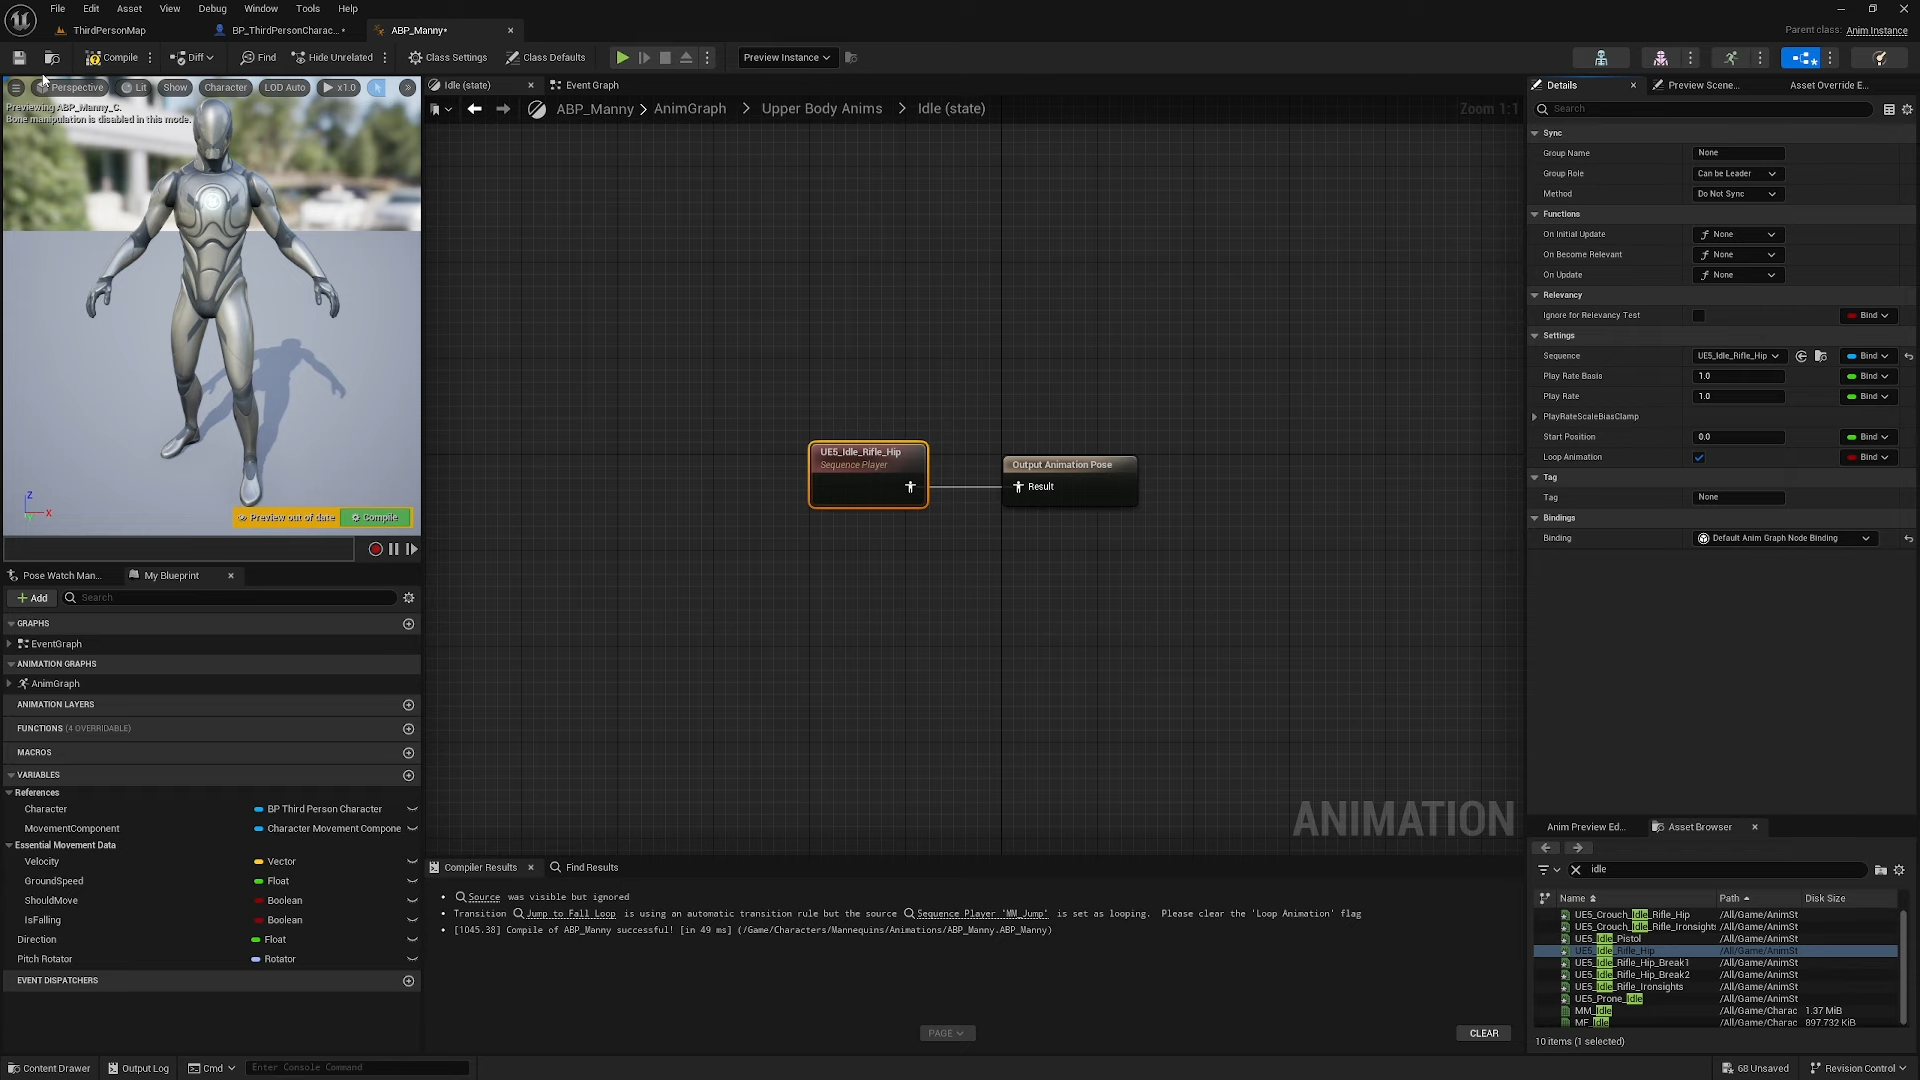 File Edit Asset View Debug Window Tools Help
ThirdPersonMap
BP_ThirdPersonCharac...*
ABP_Manny*
Parent class: Anim Instance
Compile
Diff
Find
Hide Unrelated
Class Settings
Class Defaults
Preview Instance
Perspective
Lit
Show
Character
LOD Auto
x1.0
Previewing ABP_Manny_C.
Bone manipulation is disabled in this mode.
Z
X
Preview out of date
Compile
Pose Watch Man...
My Blueprint
Add
Search
GRAPHS
EventGraph
ANIMATION GRAPHS
AnimGraph
ANIMATION LAYERS
FUNCTIONS (4 OVERRIDABLE)
MACROS
VARIABLES
References
Character BP Third Person Character
MovementComponent Character Movement Compone
Essential Movement Data
Velocity Vector
GroundSpeed Float
ShouldMove Boolean
IsFalling Boolean
Direction Float
Pitch Rotator Rotator
EVENT DISPATCHERS
Idle (state)
Event Graph
ABP_Manny > AnimGraph > Upper Body Anims > Idle (state)
Zoom 1:1
UE5_Idle_Rifle_Hip
Sequence Player
Output Animation Pose
Result
ANIMATION
Compiler Results
Find Results
Source was visible but ignored
Transition Jump to Fall Loop is using an automatic transition rule but the source Sequence Player 'MM_Jump' is set as looping. Please clear the 'Loop Animation' flag
[1045.38] Compile of ABP_Manny successful! [in 49 ms] (/Game/Characters/Mannequins/Animations/ABP_Manny.ABP_Manny)
PAGE
CLEAR
Details
Preview Scene...
Asset Override E...
Search
Sync
Group Name None
Group Role Can be Leader
Method Do Not Sync
Functions
On Initial Update None
On Become Relevant None
On Update None
Relevancy
Ignore for Relevancy Test Bind
Settings
Sequence UE5_Idle_Rifle_Hip Bind
Play Rate Basis 1.0 Bind
Play Rate 1.0 Bind
PlayRateScaleBiasClamp
Start Position 0.0 Bind
Loop Animation Bind
Tag
Tag None
Bindings
Binding Default Anim Graph Node Binding
Anim Preview Ed...
Asset Browser
idle
Name Path Disk Size
UE5_Crouch_Idle_Rifle_Hip /All/Game/AnimSt
UE5_Crouch_Idle_Rifle_Ironsights /All/Game/AnimSt
UE5_Idle_Pistol /All/Game/AnimSt
UE5_Idle_Rifle_Hip /All/Game/AnimSt
UE5_Idle_Rifle_Hip_Break1 /All/Game/AnimSt
UE5_Idle_Rifle_Hip_Break2 /All/Game/AnimSt
UE5_Idle_Rifle_Ironsights /All/Game/AnimSt
UE5_Prone_Idle /All/Game/AnimSt
MM_Idle /All/Game/Charac 1.37 MiB
MF_Idle /All/Game/Charac 897.732 KiB
10 items (1 selected)
Content Drawer
Output Log
Cmd
Enter Console Command
68 Unsaved
Revision Control